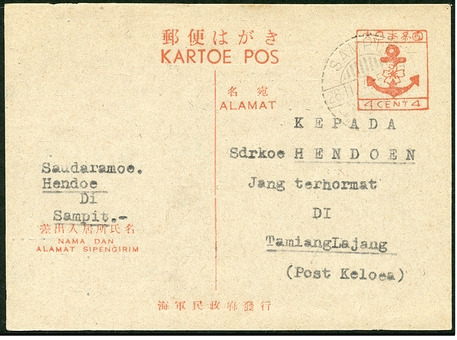 郵便はがき
KARTOE POS
名宛
ALAMAT
4 CENT 4
KEPADA
Sdrkoe HENDOEN
Jang terhormat
DI
TamiangLajang
(Post Keloea)
Saudaramoe.
Hendoe
Di
Sampit.-
差出人居所氏名
NAMA DAN
ALAMAT SIPENGIRIM
海軍民政府發行